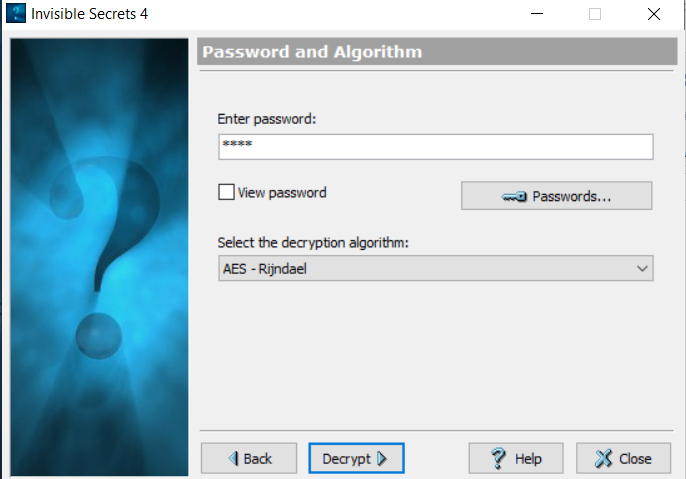 Invisible Secrets 4
Password and Algorithm
Enter password:
****
View password
Passwords...
Select the decryption algorithm:
AES - Rijndael
Back
Decrypt
Help
Close